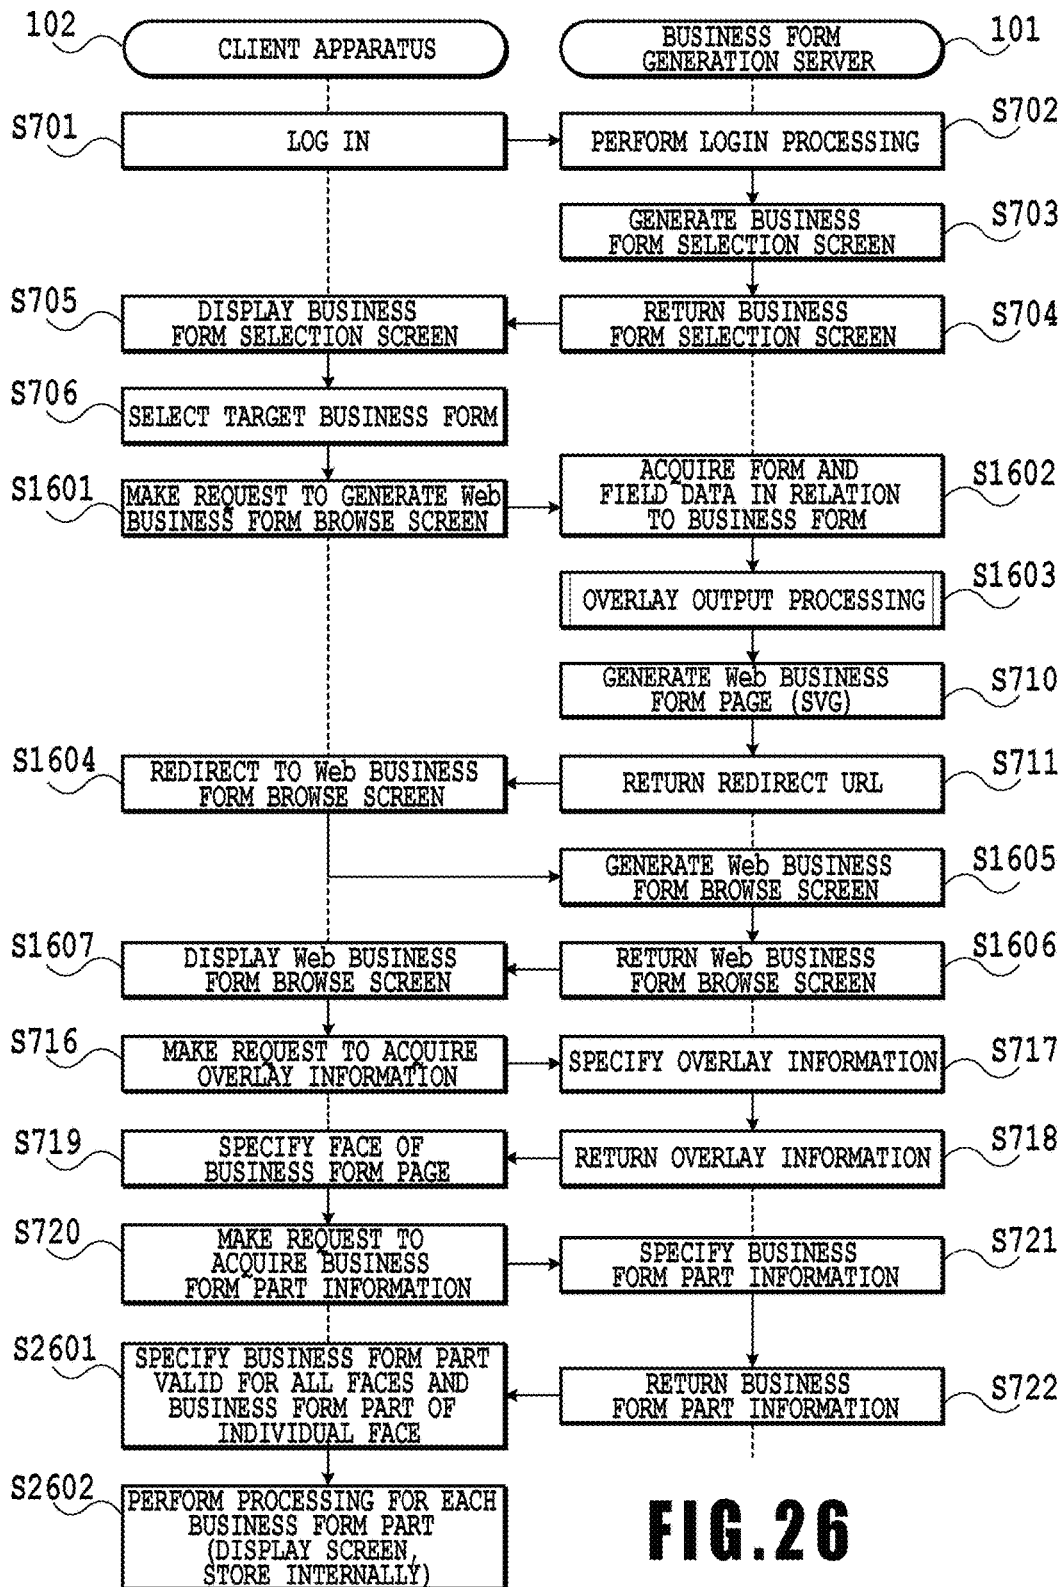 102
CLIENT APPARATUS
BUSINESS FORM
GENERATION SERVER
101
S701
LOG IN
PERFORM LOGIN PROCESSING
S702
GENERATE BUSINESS
FORM SELECTION SCREEN
S703
S705
DISPLAY BUSINESS
FORM SELECTION SCREEN
RETURN BUSINESS
FORM SELECTION SCREEN
S704
S706
SELECT TARGET BUSINESS FORM
S1601
MAKE REQUEST TO GENERATE Web
BUSINESS FORM BROWSE SCREEN
ACQUIRE FORM AND
FIELD DATA IN RELATION
TO BUSINESS FORM
S1602
OVERLAY OUTPUT PROCESSING
S1603
GENERATE Web BUSINESS
FORM PAGE (SVG)
S710
S1604
REDIRECT TO Web BUSINESS
FORM BROWSE SCREEN
RETURN REDIRECT URL
S711
GENERATE Web BUSINESS
FORM BROWSE SCREEN
S1605
S1607
DISPLAY Web BUSINESS
FORM BROWSE SCREEN
RETURN Web BUSINESS
FORM BROWSE SCREEN
S1606
S716
MAKE REQUEST TO ACQUIRE
OVERLAY INFORMATION
SPECIFY OVERLAY INFORMATION
S717
S719
SPECIFY FACE OF
BUSINESS FORM PAGE
RETURN OVERLAY INFORMATION
S718
S720
MAKE REQUEST TO
ACQUIRE BUSINESS
FORM PART INFORMATION
SPECIFY BUSINESS
FORM PART INFORMATION
S721
S2601
SPECIFY BUSINESS FORM PART
VALID FOR ALL FACES AND
BUSINESS FORM PART OF
INDIVIDUAL FACE
RETURN BUSINESS
FORM PART INFORMATION
S722
S2602
PERFORM PROCESSING FOR EACH
BUSINESS FORM PART
(DISPLAY SCREEN,
STORE INTERNALLY)
FIG.26